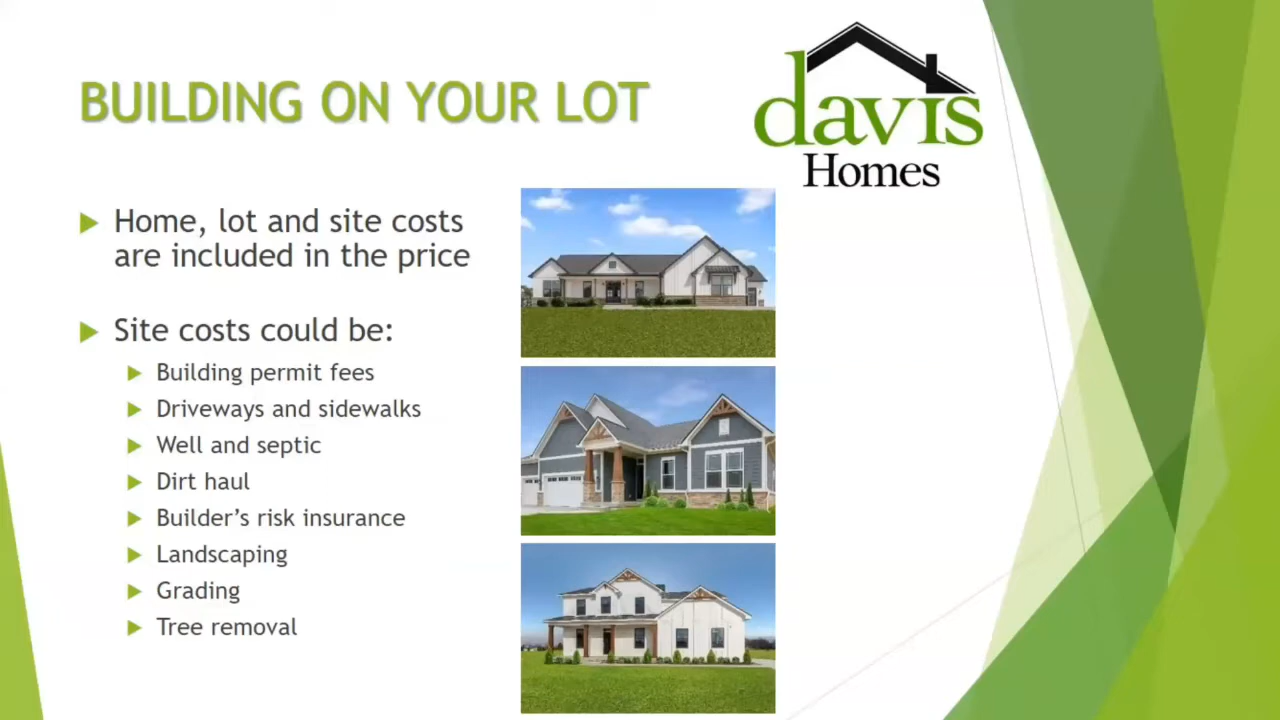 BUILDING ON YOUR LOT
davis
Homes
Home, lot and site costs
are included in the price
Site costs could be:
Building permit fees
Driveways and sidewalks
Well and septic
Dirt haul
Builder’s risk insurance
Landscaping
Grading
Tree removal